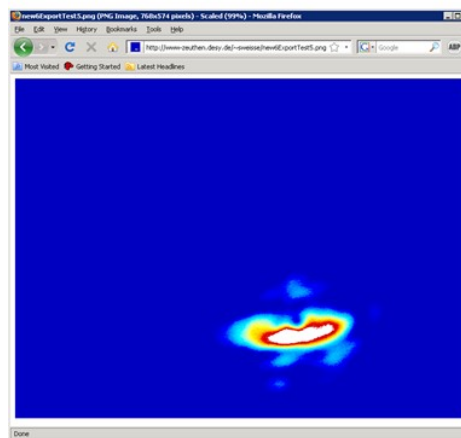 new6ExportTest5.png (PNG Image, 768x574 pixels) - Scaled (99%) - Mozilla Firefox
File Edit View History Bookmarks Tools Help
http://www-zeuthen.desy.de/~sweisse/new6ExportTest5.png Google ABP
Most Visited Getting Started Latest Headlines
Done